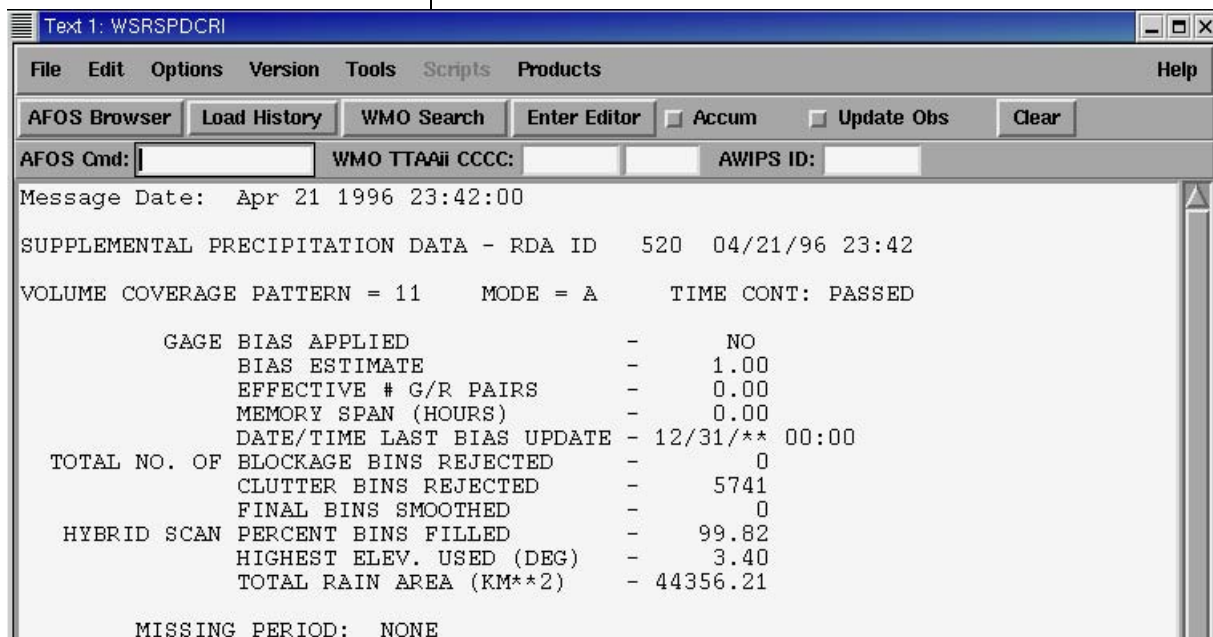 Text 1: WSRSPDCRI
File Edit Options Version Tools Scripts Products Help
AFOS Browser Load History WMO Search Enter Editor Accum Update Obs Clear
AFOS Cmd: WMO TTAAii CCCC: AWIPS ID:
Message Date: Apr 21 1996 23:42:00
SUPPLEMENTAL PRECIPITATION DATA - RDA ID 520 04/21/96 23:42
VOLUME COVERAGE PATTERN = 11 MODE = A TIME CONT: PASSED
GAGE BIAS APPLIED - NO
BIAS ESTIMATE - 1.00
EFFECTIVE # G/R PAIRS - 0.00
MEMORY SPAN (HOURS) - 0.00
DATE/TIME LAST BIAS UPDATE - 12/31/** 00:00
TOTAL NO. OF BLOCKAGE BINS REJECTED - 0
CLUTTER BINS REJECTED - 5741
FINAL BINS SMOOTHED - 0
HYBRID SCAN PERCENT BINS FILLED - 99.82
HIGHEST ELEV. USED (DEG) - 3.40
TOTAL RAIN AREA (KM**2) - 44356.21
MISSING PERIOD: NONE